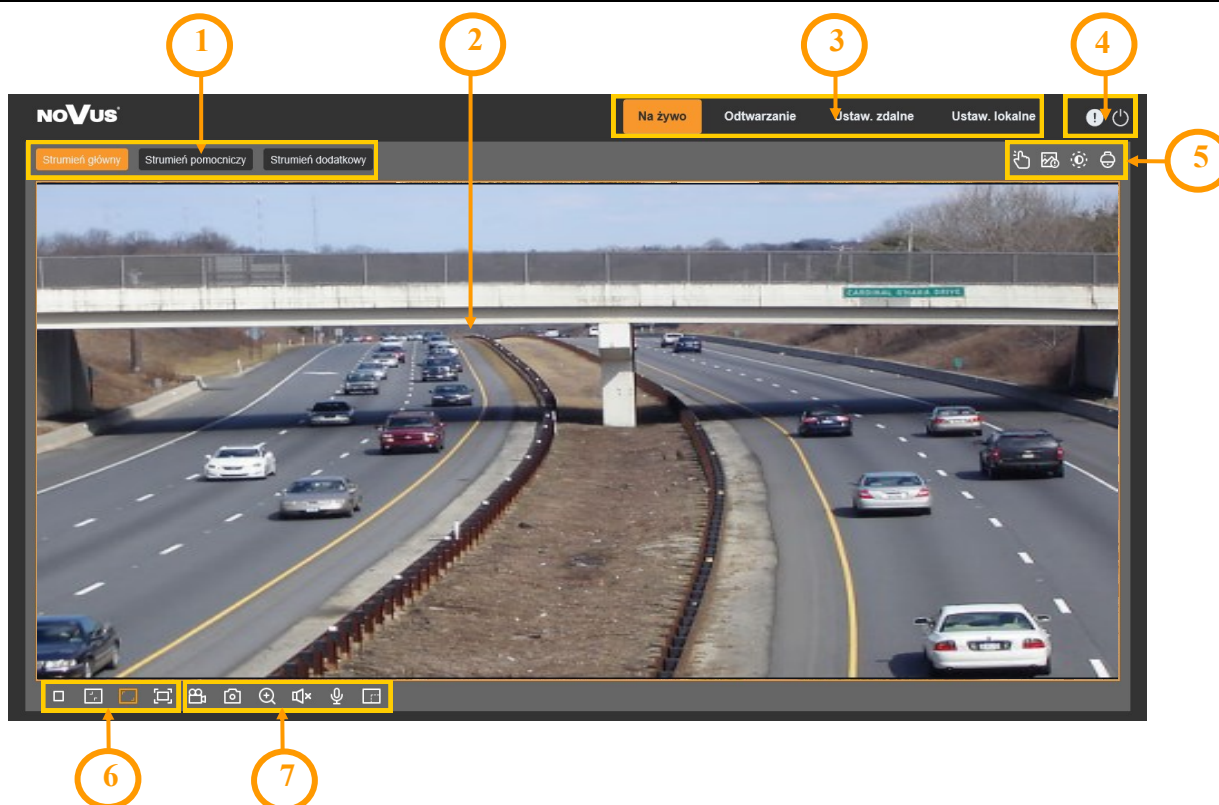 1
2
3
4
NOVUS
Na żywo Odtwarzanie Ustaw. zdalne Ustaw. lokalne
5
Strumień główny Strumień pomocniczy Strumień dodatkowy
CARDINAL O'HARA DRIVE
6
7